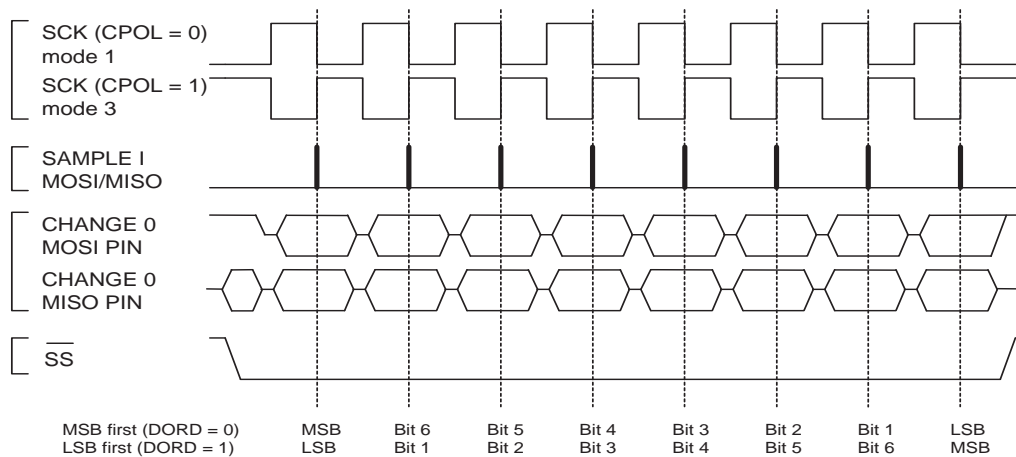 SCK (CPOL = 0)
mode 1
SCK (CPOL = 1)
mode 3
SAMPLE I
MOSI/MISO
CHANGE 0
MOSI PIN
CHANGE 0
MISO PIN
SS
MSB first (DORD = 0) MSB Bit 6 Bit 5 Bit 4 Bit 3 Bit 2 Bit 1 LSB
LSB first (DORD = 1) LSB Bit 1 Bit 2 Bit 3 Bit 4 Bit 5 Bit 6 MSB